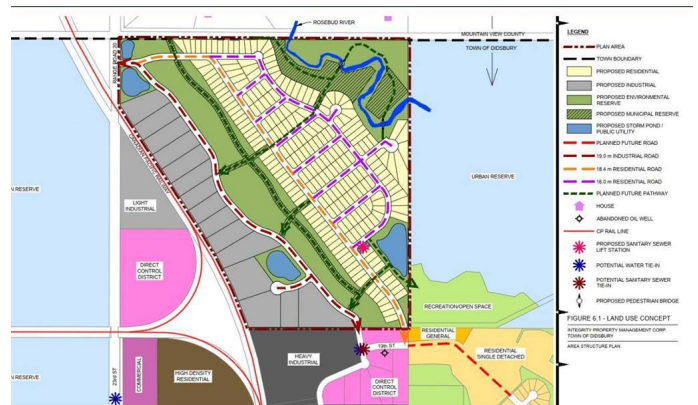 ROSEBUD RIVER
MOUNTAIN VIEW COUNTY
TOWN OF DIDSBURY
RANGE ROAD 20
CANADIAN PACIFIC RAILWAY
URBAN RESERVE
N RESERVE
LIGHT
INDUSTRIAL
DIRECT
CONTROL
DISTRICT
RECREATION/OPEN SPACE
RESIDENTIAL
GENERAL
19th ST
HEAVY
INDUSTRIAL
RESIDENTIAL
SINGLE DETACHED
N RESERVE
23rd ST
COMMERCIAL
HIGH DENSITY
RESIDENTIAL
DIRECT
CONTROL
DISTRICT
LEGEND
PLAN AREA
TOWN BOUNDARY
PROPOSED RESIDENTIAL
PROPOSED INDUSTRIAL
PROPOSED ENVIRONMENTAL
RESERVE
PROPOSED MUNICIPAL RESERVE
PROPOSED STORM POND /
PUBLIC UTILITY
PLANNED FUTURE ROAD
19.0 m INDUSTRIAL ROAD
18.4 m RESIDENTIAL ROAD
16.0 m RESIDENTIAL ROAD
PLANNED FUTURE PATHWAY
HOUSE
ABANDONED OIL WELL
CP RAIL LINE
PROPOSED SANITARY SEWER
LIFT STATION
POTENTIAL WATER TIE-IN
POTENTIAL SANITARY SEWER
TIE-IN
PROPOSED PEDESTRIAN BRIDGE
FIGURE 6.1 - LAND USE CONCEPT
INTEGRITY PROPERTY MANAGEMENT CORP.
TOWN OF DIDSBURY
AREA STRUCTURE PLAN